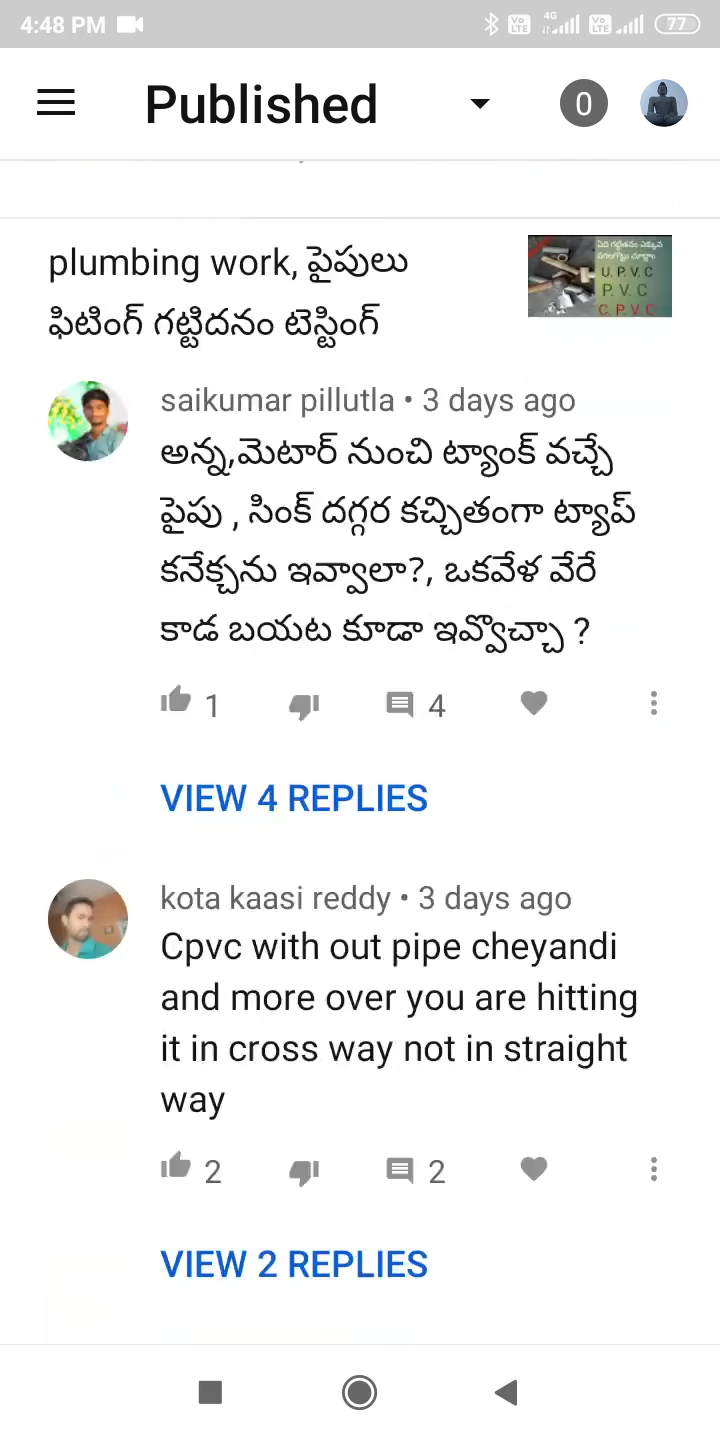 4:48 PM
4G
77
Published
0
plumbing work, పైపులు
ఫిటింగ్ గట్టిదనం టెస్టింగ్
U.P.V.C
P.V.C
C.P.V.C
saikumar pillutla • 3 days ago
అన్న,మెటార్ నుంచి ట్యాంక్ వచ్చే
పైపు , సింక్ దగ్గర కచ్చితంగా ట్యాప్
కనేక్చను ఇవ్వాలా?, ఒకవేళ వేరే
కాడ బయట కూడా ఇవ్వొచ్చా ?
1
4
VIEW 4 REPLIES
kota kaasi reddy • 3 days ago
Cpvc with out pipe cheyandi
and more over you are hitting
it in cross way not in straight
way
2
2
VIEW 2 REPLIES